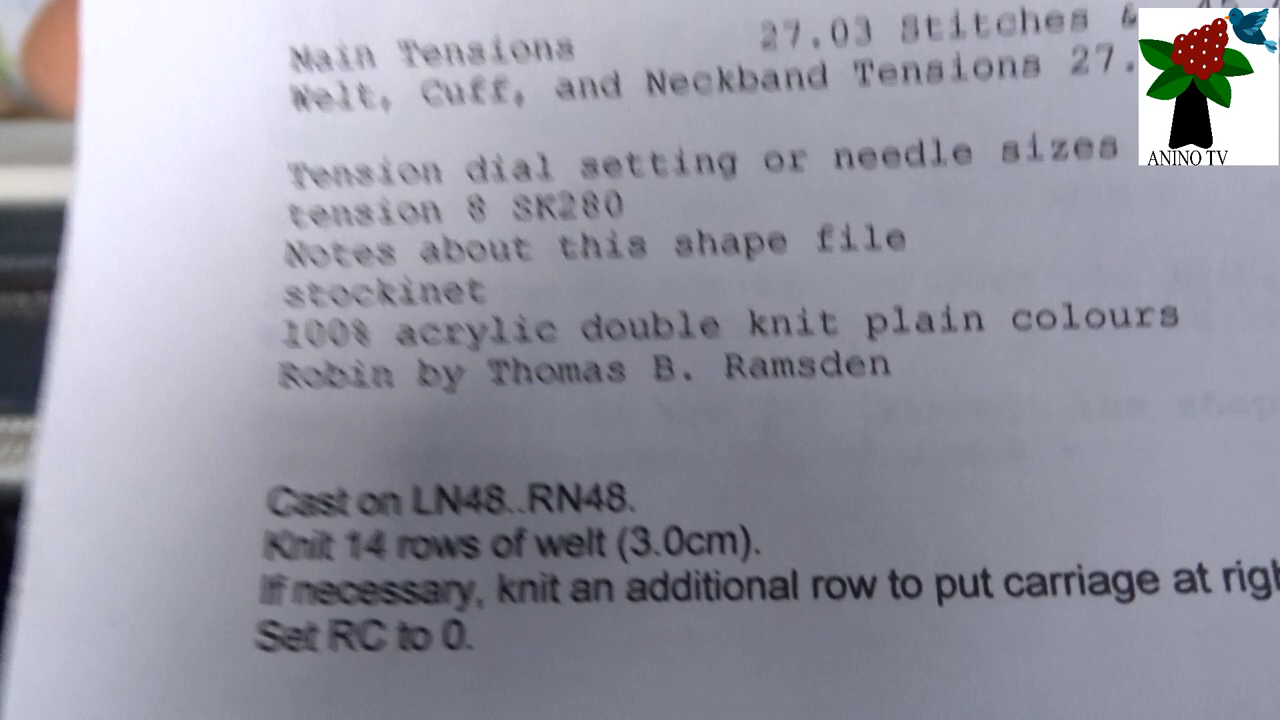 Main Tensions 27.03 Stitches &
Welt, Cuff, and Neckband Tensions 27.
Tension dial setting or needle sizes
tension 8 SK280
Notes about this shape file
stockinet
100% acrylic double knit plain colours
Robin by Thomas B. Ramsden
Cast on LN48..RN48.
Knit 14 rows of welt (3.0cm).
If necessary, knit an additional row to put carriage at righ
Set RC to 0.
ANINO TV